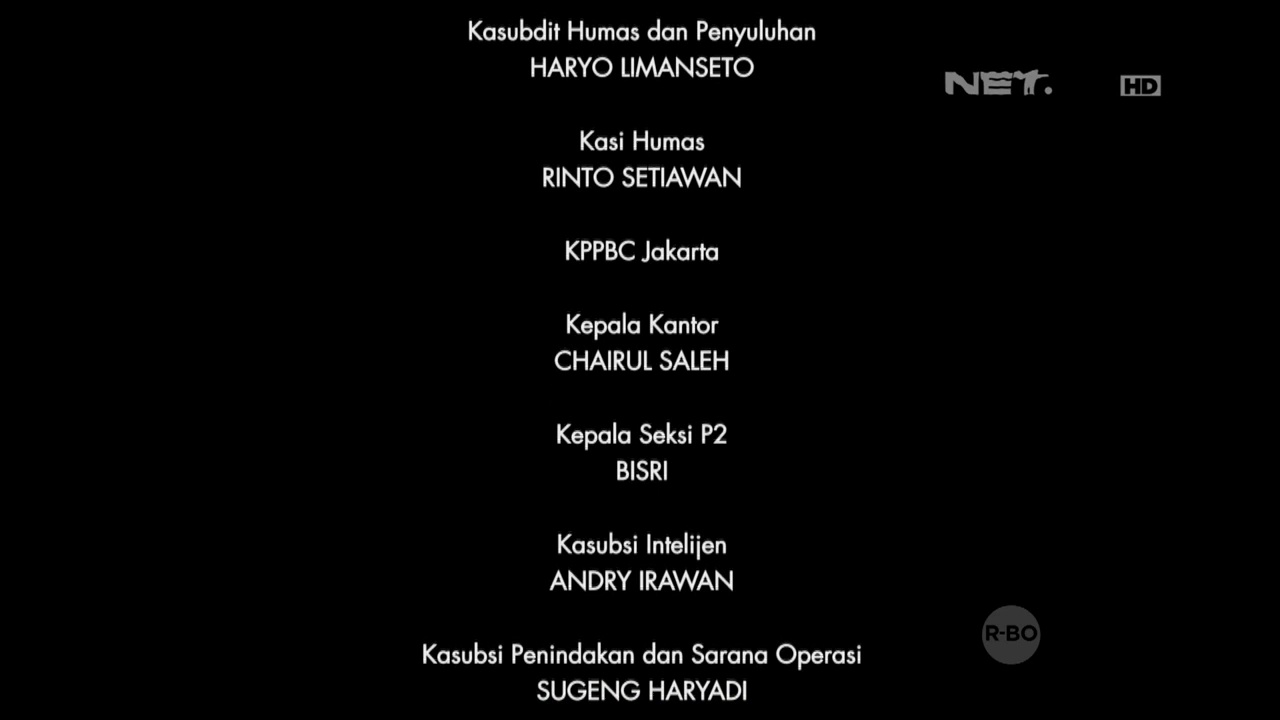 Kasubdit Humas dan Penyuluhan
HARYO LIMANSETO
NET.
HD
Kasi Humas
RINTO SETIAWAN
KPPBC Jakarta
Kepala Kantor
CHAIRUL SALEH
Kepala Seksi P2
BISRI
Kasubsi Intelijen
ANDRY IRAWAN
R-BO
Kasubsi Penindakan dan Sarana Operasi
SUGENG HARYADI